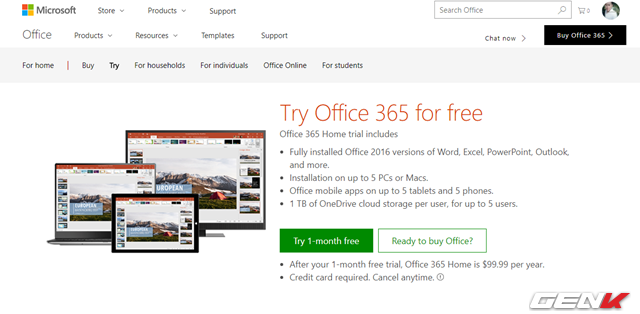 Microsoft
Store
Products
Support
Search Office
0
Office
Products
Resources
Templates
Support
Chat now
Buy Office 365
For home
Buy
Try
For households
For individuals
Office Online
For students
Try Office 365 for free
Office 365 Home trial includes
• Fully installed Office 2016 versions of Word, Excel, PowerPoint, Outlook,
and more.
• Installation on up to 5 PCs or Macs.
• Office mobile apps on up to 5 tablets and 5 phones.
• 1 TB of OneDrive cloud storage per user, for up to 5 users.
EUROPEAN
EUROPEAN
EUROPEAN
Try 1-month free
Ready to buy Office?
• After your 1-month free trial, Office 365 Home is $99.99 per year.
• Credit card required. Cancel anytime.
GENK